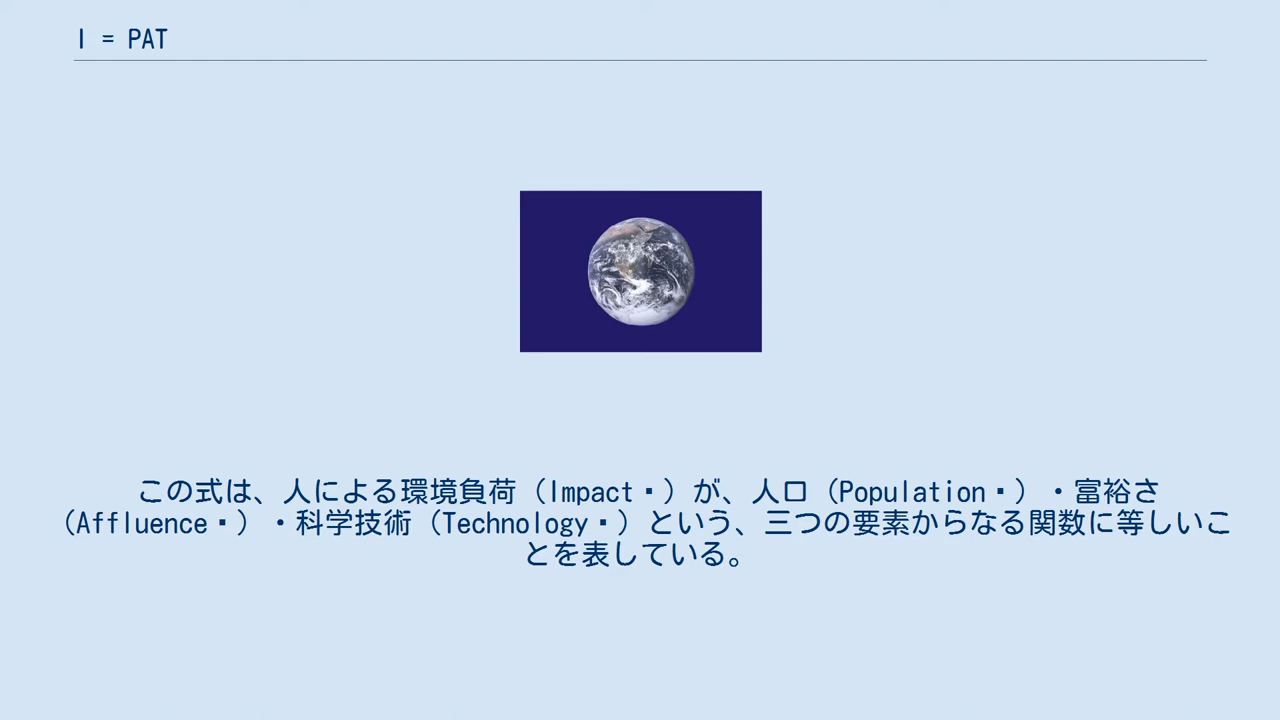 I = PAT
この式は、人による環境負荷（Impact▪）が、人口（Population▪）・富裕さ
（Affluence▪）・科学技術（Technology▪）という、三つの要素からなる関数に等しいこ
とを表している。